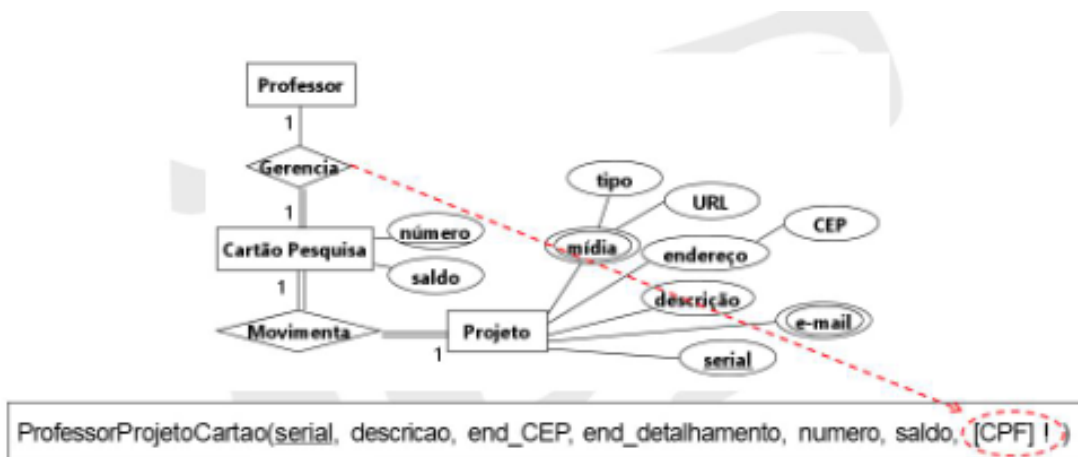 Professor
1
Gerencia
1
Cartão Pesquisa
número
saldo
1
Movimenta
1
Projeto
tipo
URL
mídia
endereço
CEP
descrição
e-mail
serial
ProfessorProjetoCartao(serial, descricao, end_CEP, end_detalhamento, numero, saldo, [CPF] ! )